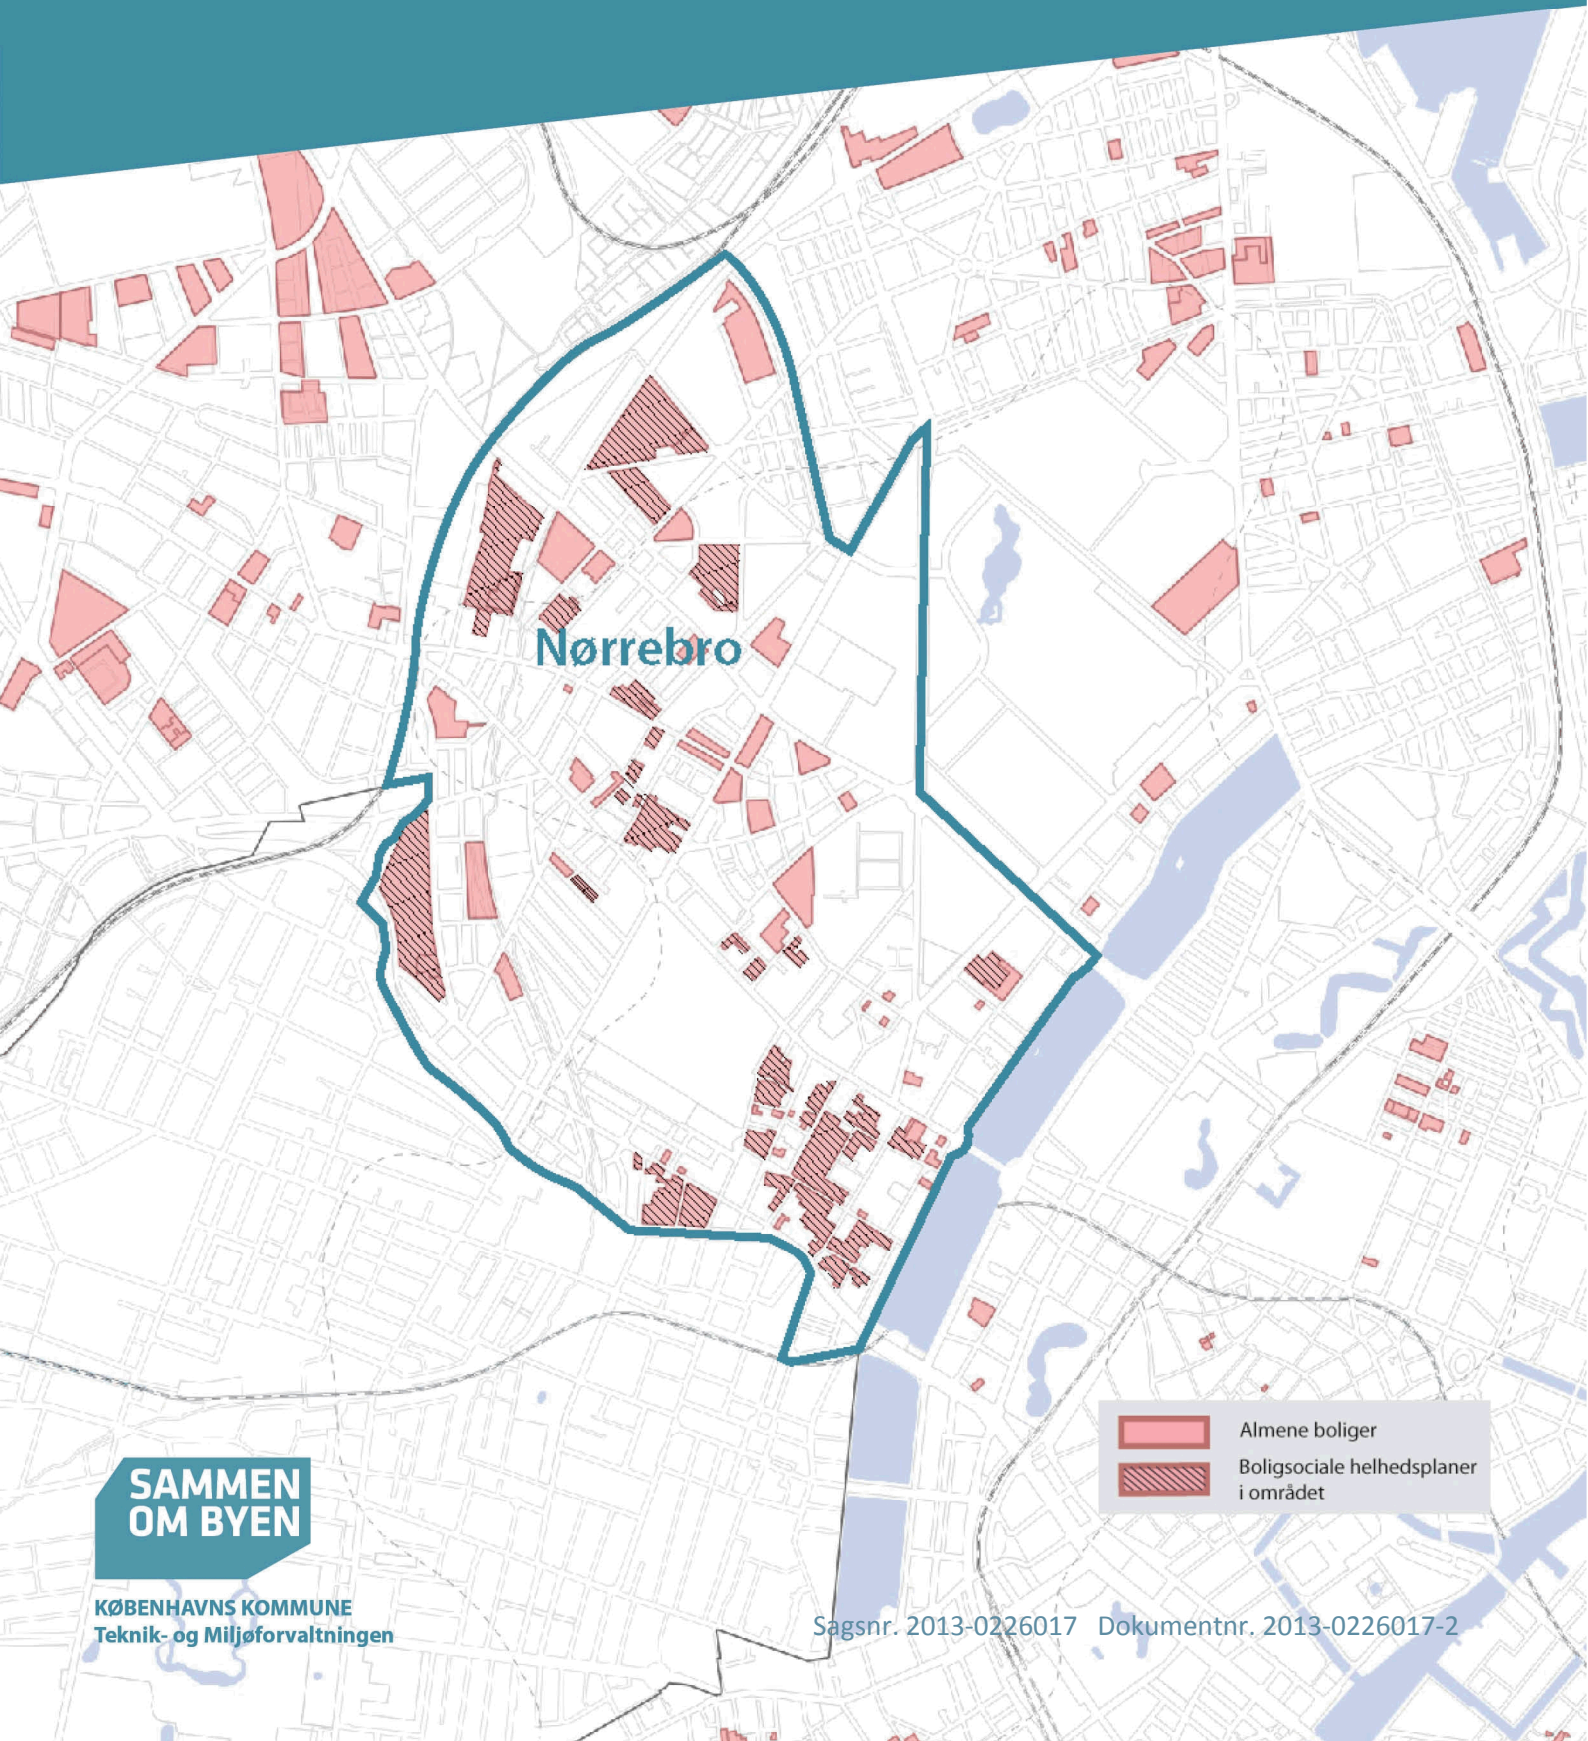 Nørrebro
Almene boliger
Boligsociale helhedsplaner
i området
SAMMEN
OM BYEN
KØBENHAVNS KOMMUNE
Teknik- og Miljøforvaltningen
Sagsnr. 2013-0226017 Dokumentnr. 2013-0226017-2